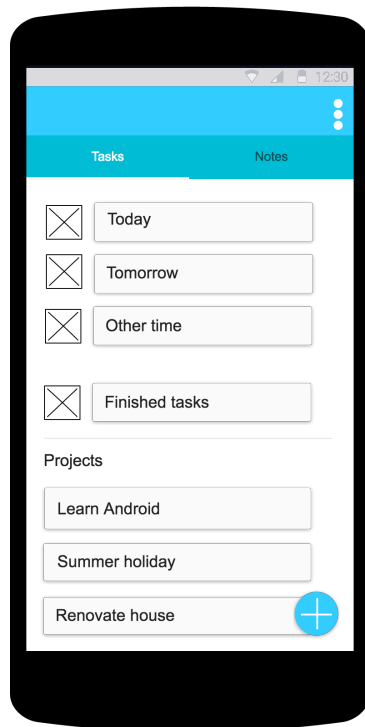 12:30
Tasks Notes
Today
Tomorrow
Other time
Finished tasks
Projects
Learn Android
Summer holiday
Renovate house